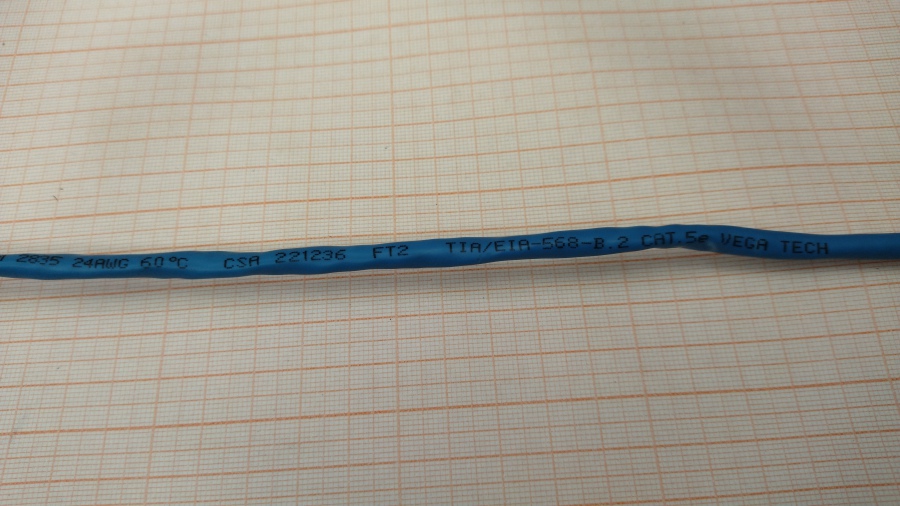 2835 24AWG 60°C CSA 221236 FT2 TIA/EIA-568-B.2 CAT.5e VEGA TECH